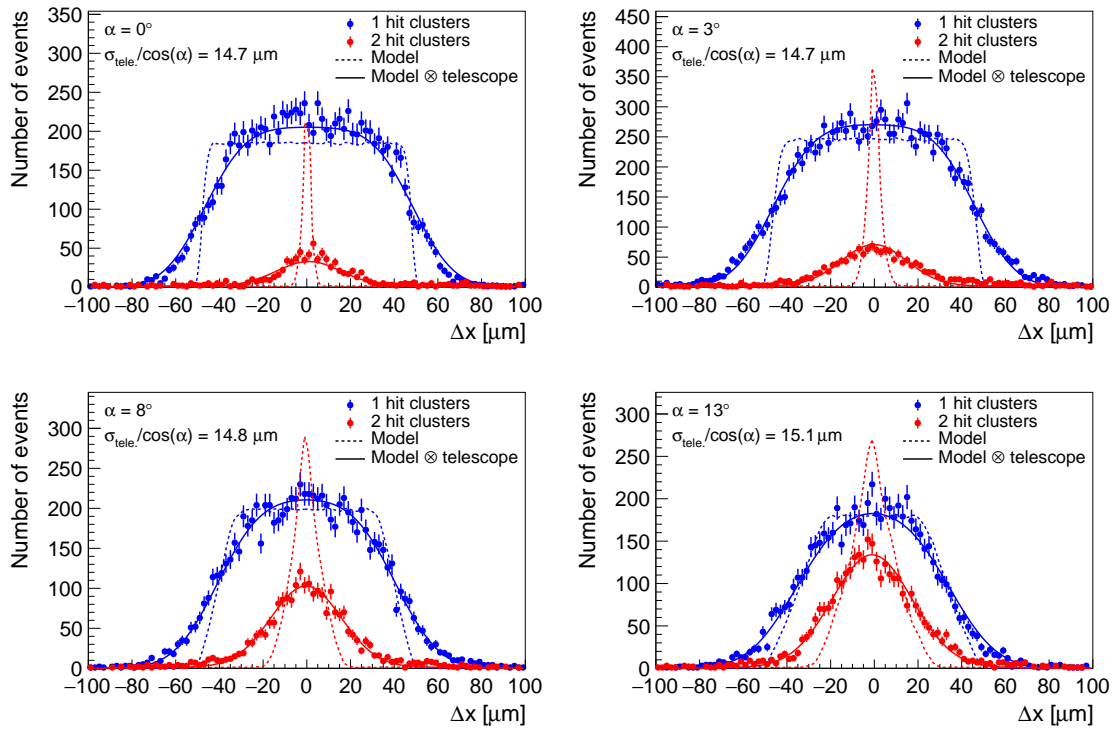 α = 0°
σtele./cos(α) = 14.7 μm
1 hit clusters
2 hit clusters
Model
Model ⊗ telescope
Number of events
350
300
250
200
150
100
50
0
−100 −80 −60 −40 −20 0 20 40 60 80 100
Δx [μm]
α = 3°
σtele./cos(α) = 14.7 μm
1 hit clusters
2 hit clusters
Model
Model ⊗ telescope
Number of events
450
400
350
300
250
200
150
100
50
0
−100 −80 −60 −40 −20 0 20 40 60 80 100
Δx [μm]
α = 8°
σtele./cos(α) = 14.8 μm
1 hit clusters
2 hit clusters
Model
Model ⊗ telescope
Number of events
300
250
200
150
100
50
0
−100 −80 −60 −40 −20 0 20 40 60 80 100
Δx [μm]
α = 13°
σtele./cos(α) = 15.1 μm
1 hit clusters
2 hit clusters
Model
Model ⊗ telescope
Number of events
300
250
200
150
100
50
0
−100 −80 −60 −40 −20 0 20 40 60 80 100
Δx [μm]